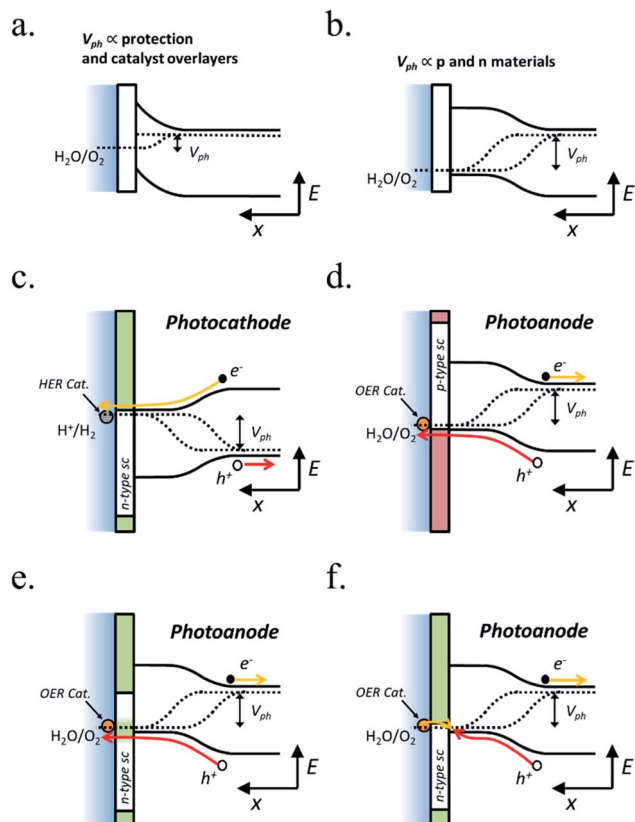 a.
V_ph ∝ protection
and catalyst overlayers
H₂O/O₂
V_ph
E
x
b.
V_ph ∝ p and n materials
H₂O/O₂
V_ph
E
x
c.
Photocathode
e⁻
HER Cat.
H⁺/H₂
V_ph
n-type sc
h⁺
E
x
d.
Photoanode
p-type sc
e⁻
OER Cat.
H₂O/O₂
V_ph
h⁺
E
x
e.
Photoanode
e⁻
OER Cat.
H₂O/O₂
V_ph
n-type sc
h⁺
E
x
f.
Photoanode
e⁻
OER Cat.
H₂O/O₂
V_ph
n-type sc
h⁺
E
x